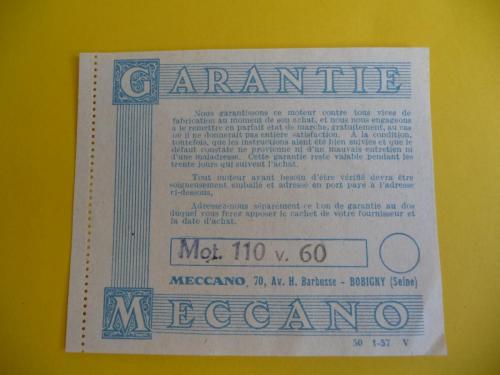 GARANTIE
Nous garantissons ce moteur contre tous vices de
fabrication au moment de son achat, et nous nous engageons
à le remettre en parfait état de marche, gratuitement, au cas
où il ne donnerait pas entière satisfaction. A la condition,
toutefois, que les instructions aient été bien suivies et que le
défaut constaté ne provienne ni d'un mauvais entretien ni
d'une maladresse. Cette garantie reste valable pendant les
trente jours qui suivent l'achat.
Tout moteur ayant besoin d'être vérifié devra être
soigneusement emballé et adressé en port payé à l'adresse
ci-dessous,
Adressez-nous séparément ce bon de garantie au dos
duquel vous ferez apposer le cachet de votre fournisseur et
la date d'achat.
Mot. 110 v. 60
MECCANO, 70, Av. H. Barbusse - BOBIGNY (Seine)
MECCANO
50 1-57 V